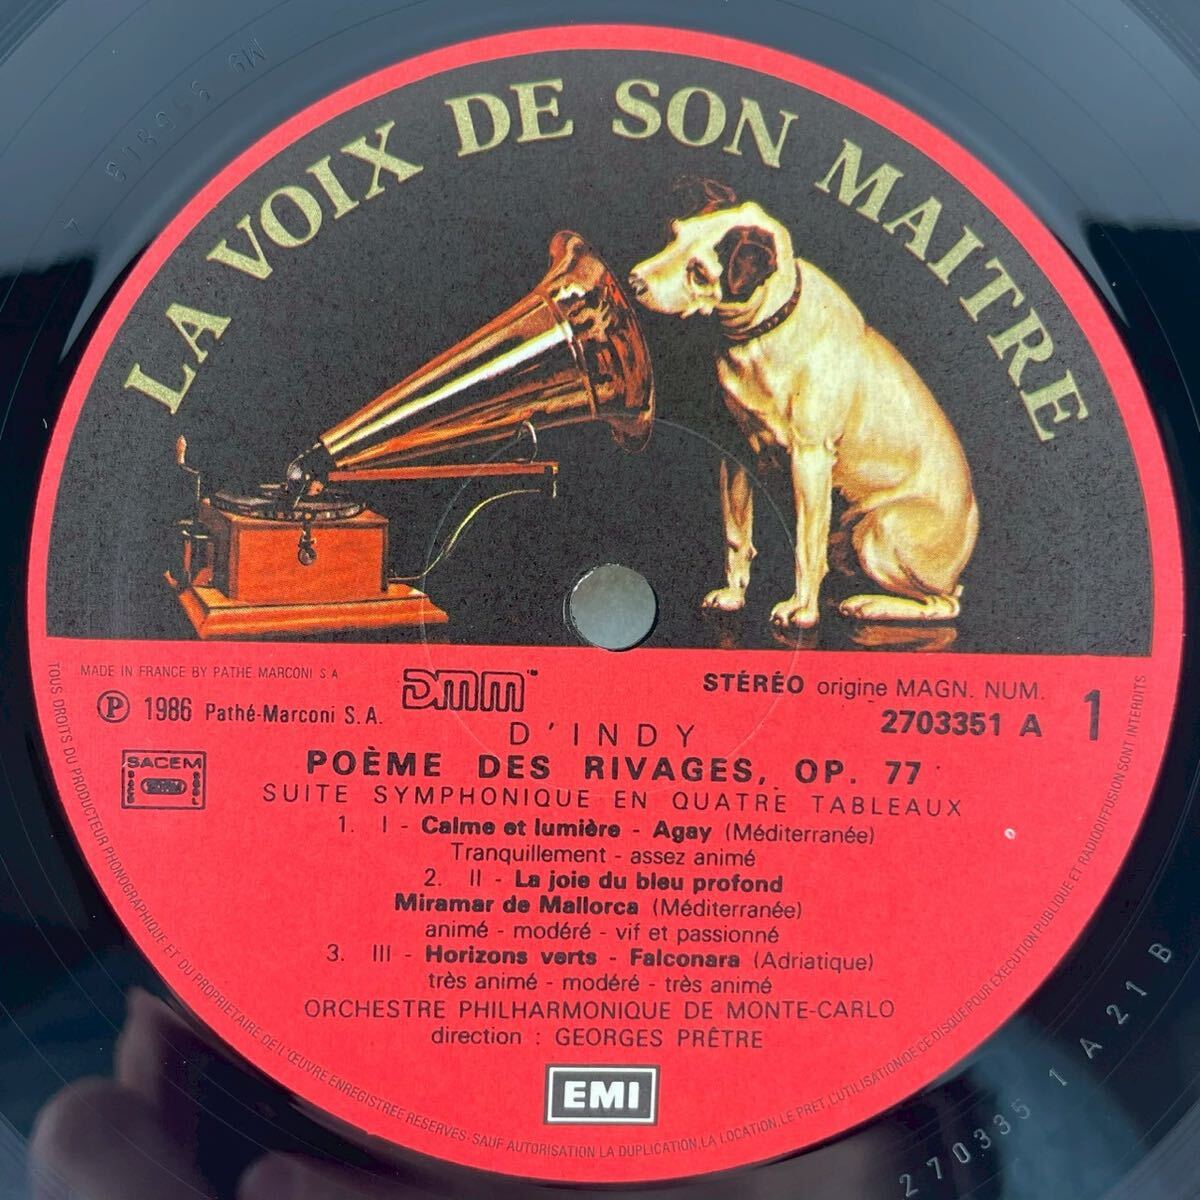 LA VOIX DE SON MAITRE
MADE IN FRANCE BY PATHE MARCONI S A
DMM™
STÉRÉO origine MAGN. NUM.
℗ 1986 Pathé-Marconi S.A.
2703351 A 1
D'INDY
SACEM
POÈME DES RIVAGES, OP. 77
SUITE SYMPHONIQUE EN QUATRE TABLEAUX
1. I - Calme et lumière - Agay (Méditerranée)
Tranquillement - assez animé
2. II - La joie du bleu profond
Miramar de Mallorca (Méditerranée)
animé - modéré - vif et passionné
3. III - Horizons verts - Falconara (Adriatique)
très animé - modéré - très animé
ORCHESTRE PHILHARMONIQUE DE MONTE-CARLO
direction : GEORGES PRÊTRE
EMI
TOUS DROITS DU PRODUCTEUR PHONOGRAPHIQUE ET DU PROPRIETAIRE DE L'ŒUVRE ENREGISTREE RESERVES. SAUF AUTORISATION LA DUPLICATION, LA LOCATION, LE PRET, L'UTILISATION DE CE DISQUE POUR EXECUTION PUBLIQUE ET RADIODIFFUSION SONT INTERDITS
270335 1 A 21 B